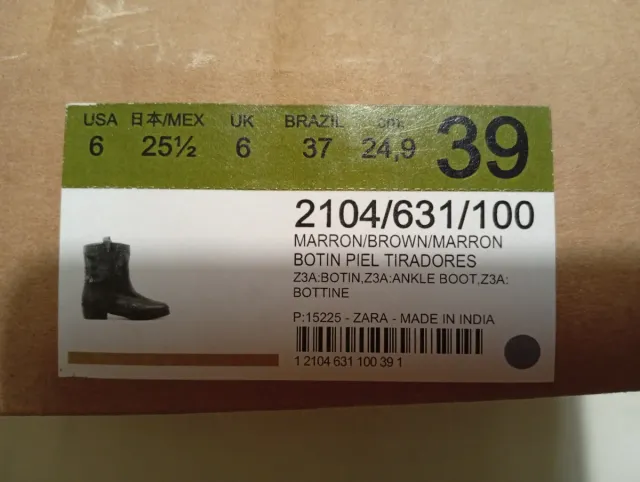 USA 日本/MEX UK BRAZIL cm
6 25½ 6 37 24,9 39
2104/631/100
MARRON/BROWN/MARRON
BOTIN PIEL TIRADORES
Z3A:BOTIN,Z3A:ANKLE BOOT,Z3A:
BOTTINE
P:15225 - ZARA - MADE IN INDIA
1 2104 631 100 39 1